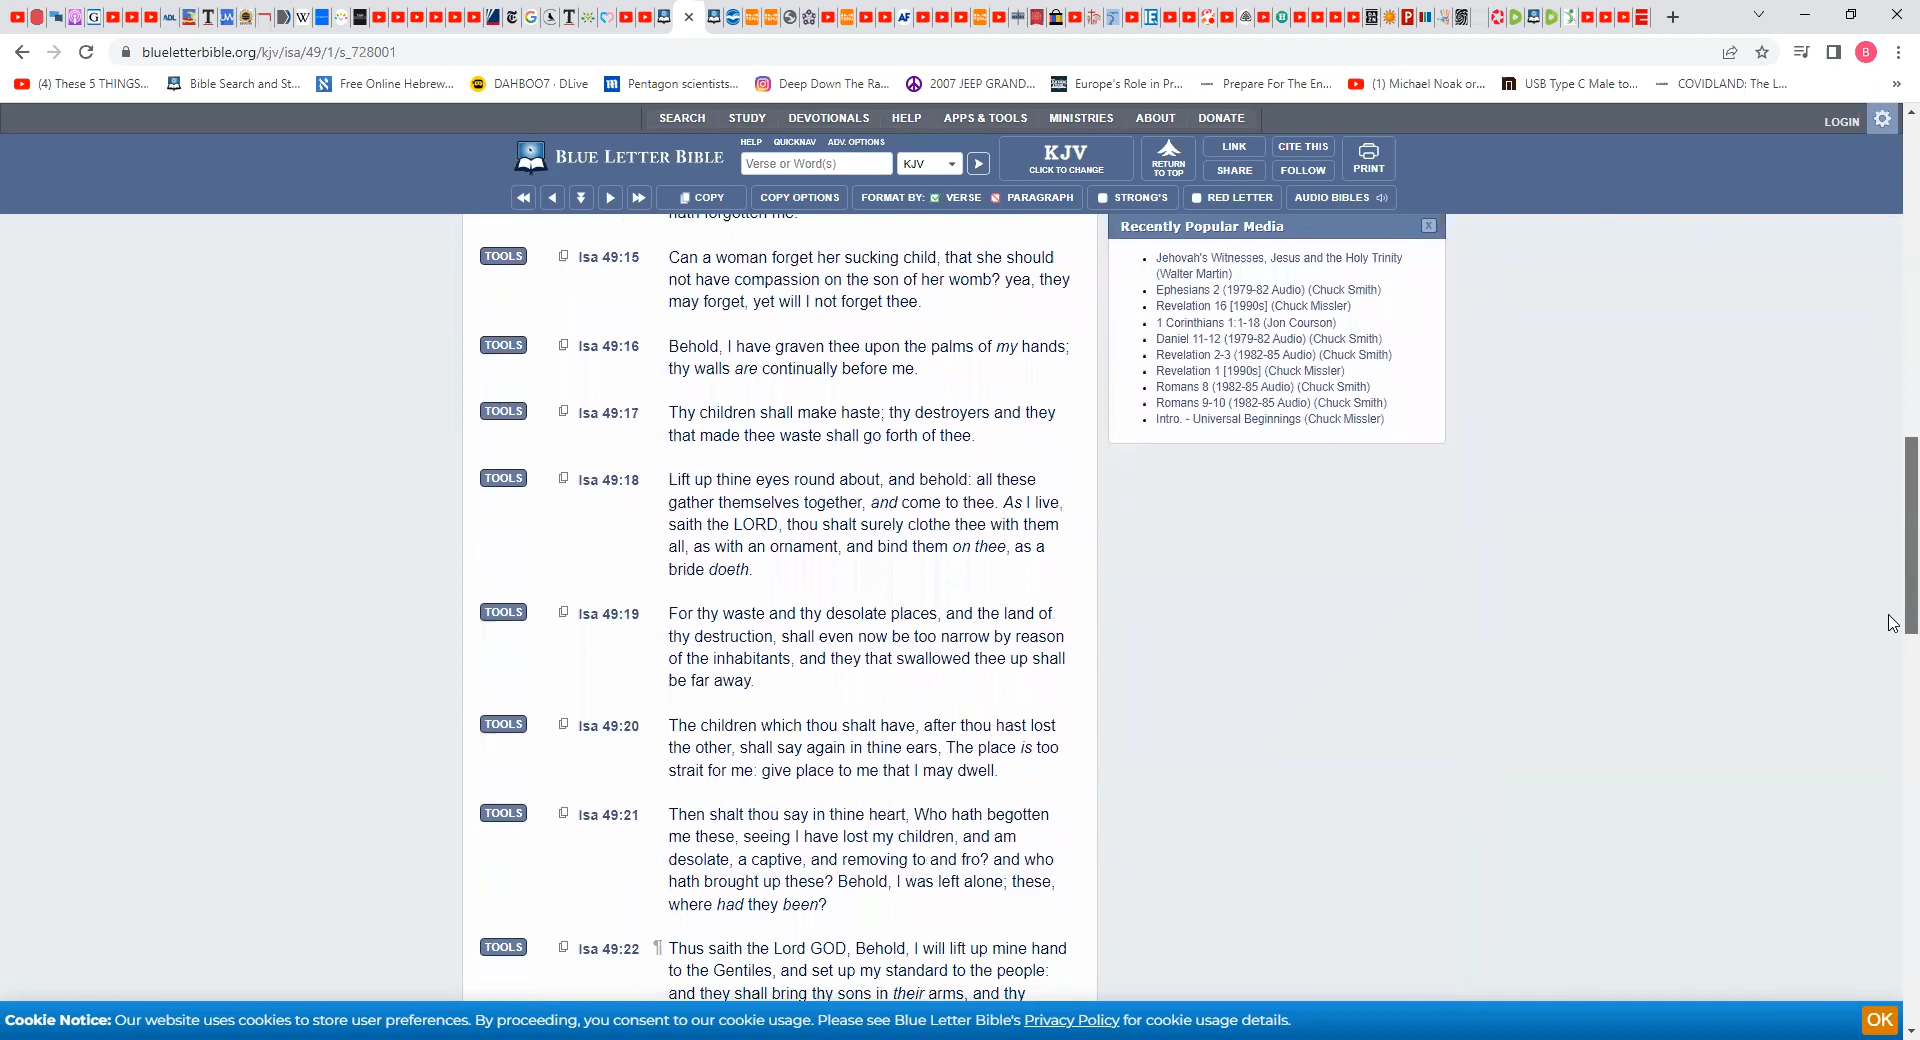 blueletterbible.org/kjv/isa/49/1/s_728001
B
(4) These 5 THINGS...
Bible Search and St...
Free Online Hebrew...
DAHBOO7 · DLive
Pentagon scientists...
Deep Down The Ra...
2007 JEEP GRAND...
Europe's Role in Pr...
Prepare For The En...
(1) Michael Noak or...
USB Type C Male to...
COVIDLAND: The L...
SEARCH STUDY DEVOTIONALS HELP APPS & TOOLS MINISTRIES ABOUT DONATE
LOGIN
BLUE LETTER BIBLE
HELP QUICKNAV ADV. OPTIONS
Verse or Word(s)
KJV
KJV
CLICK TO CHANGE
RETURN
TO TOP
LINK
CITE THIS
SHARE
FOLLOW
PRINT
COPY
COPY OPTIONS
FORMAT BY: VERSE PARAGRAPH
STRONG'S
RED LETTER
AUDIO BIBLES
hath forgotten me.
TOOLS Isa 49:15 Can a woman forget her sucking child, that she should
not have compassion on the son of her womb? yea, they
may forget, yet will I not forget thee.
TOOLS Isa 49:16 Behold, I have graven thee upon the palms of my hands;
thy walls are continually before me.
TOOLS Isa 49:17 Thy children shall make haste; thy destroyers and they
that made thee waste shall go forth of thee.
TOOLS Isa 49:18 Lift up thine eyes round about, and behold: all these
gather themselves together, and come to thee. As I live,
saith the LORD, thou shalt surely clothe thee with them
all, as with an ornament, and bind them on thee, as a
bride doeth.
TOOLS Isa 49:19 For thy waste and thy desolate places, and the land of
thy destruction, shall even now be too narrow by reason
of the inhabitants, and they that swallowed thee up shall
be far away.
TOOLS Isa 49:20 The children which thou shalt have, after thou hast lost
the other, shall say again in thine ears, The place is too
strait for me: give place to me that I may dwell.
TOOLS Isa 49:21 Then shalt thou say in thine heart, Who hath begotten
me these, seeing I have lost my children, and am
desolate, a captive, and removing to and fro? and who
hath brought up these? Behold, I was left alone; these,
where had they been?
TOOLS Isa 49:22 ¶ Thus saith the Lord GOD, Behold, I will lift up mine hand
to the Gentiles, and set up my standard to the people:
and they shall bring thy sons in their arms, and thy
Recently Popular Media
Jehovah's Witnesses, Jesus and the Holy Trinity
(Walter Martin)
Ephesians 2 (1979-82 Audio) (Chuck Smith)
Revelation 16 [1990s] (Chuck Missler)
1 Corinthians 1:1-18 (Jon Courson)
Daniel 11-12 (1979-82 Audio) (Chuck Smith)
Revelation 2-3 (1982-85 Audio) (Chuck Smith)
Revelation 1 [1990s] (Chuck Missler)
Romans 8 (1982-85 Audio) (Chuck Smith)
Romans 9-10 (1982-85 Audio) (Chuck Smith)
Intro. - Universal Beginnings (Chuck Missler)
Cookie Notice: Our website uses cookies to store user preferences. By proceeding, you consent to our cookie usage. Please see Blue Letter Bible's Privacy Policy for cookie usage details.
OK